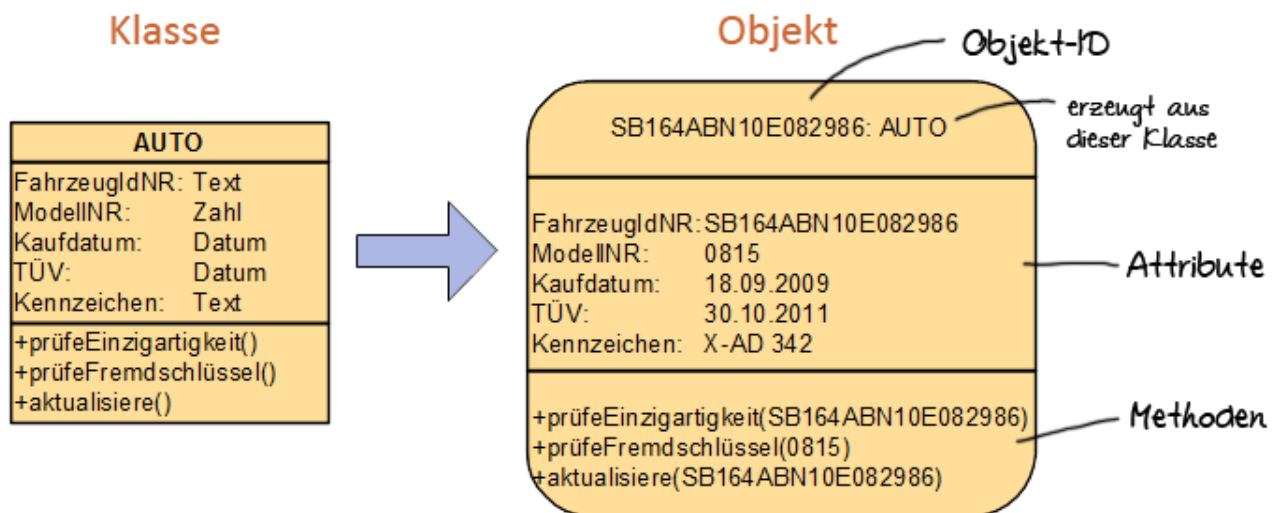 Klasse
AUTO
FahrzeugIdNR: Text
ModellNR: Zahl
Kaufdatum: Datum
TÜV: Datum
Kennzeichen: Text
+prüfeEinzigartigkeit()
+prüfeFremdschlüssel()
+aktualisiere()
Objekt
Objekt-ID
SB164ABN10E082986: AUTO
erzeugt aus
dieser Klasse
FahrzeugIdNR: SB164ABN10E082986
ModellNR: 0815
Kaufdatum: 18.09.2009
TÜV: 30.10.2011
Kennzeichen: X-AD 342
Attribute
+prüfeEinzigartigkeit(SB164ABN10E082986)
+prüfeFremdschlüssel(0815)
+aktualisiere(SB164ABN10E082986)
Methoden